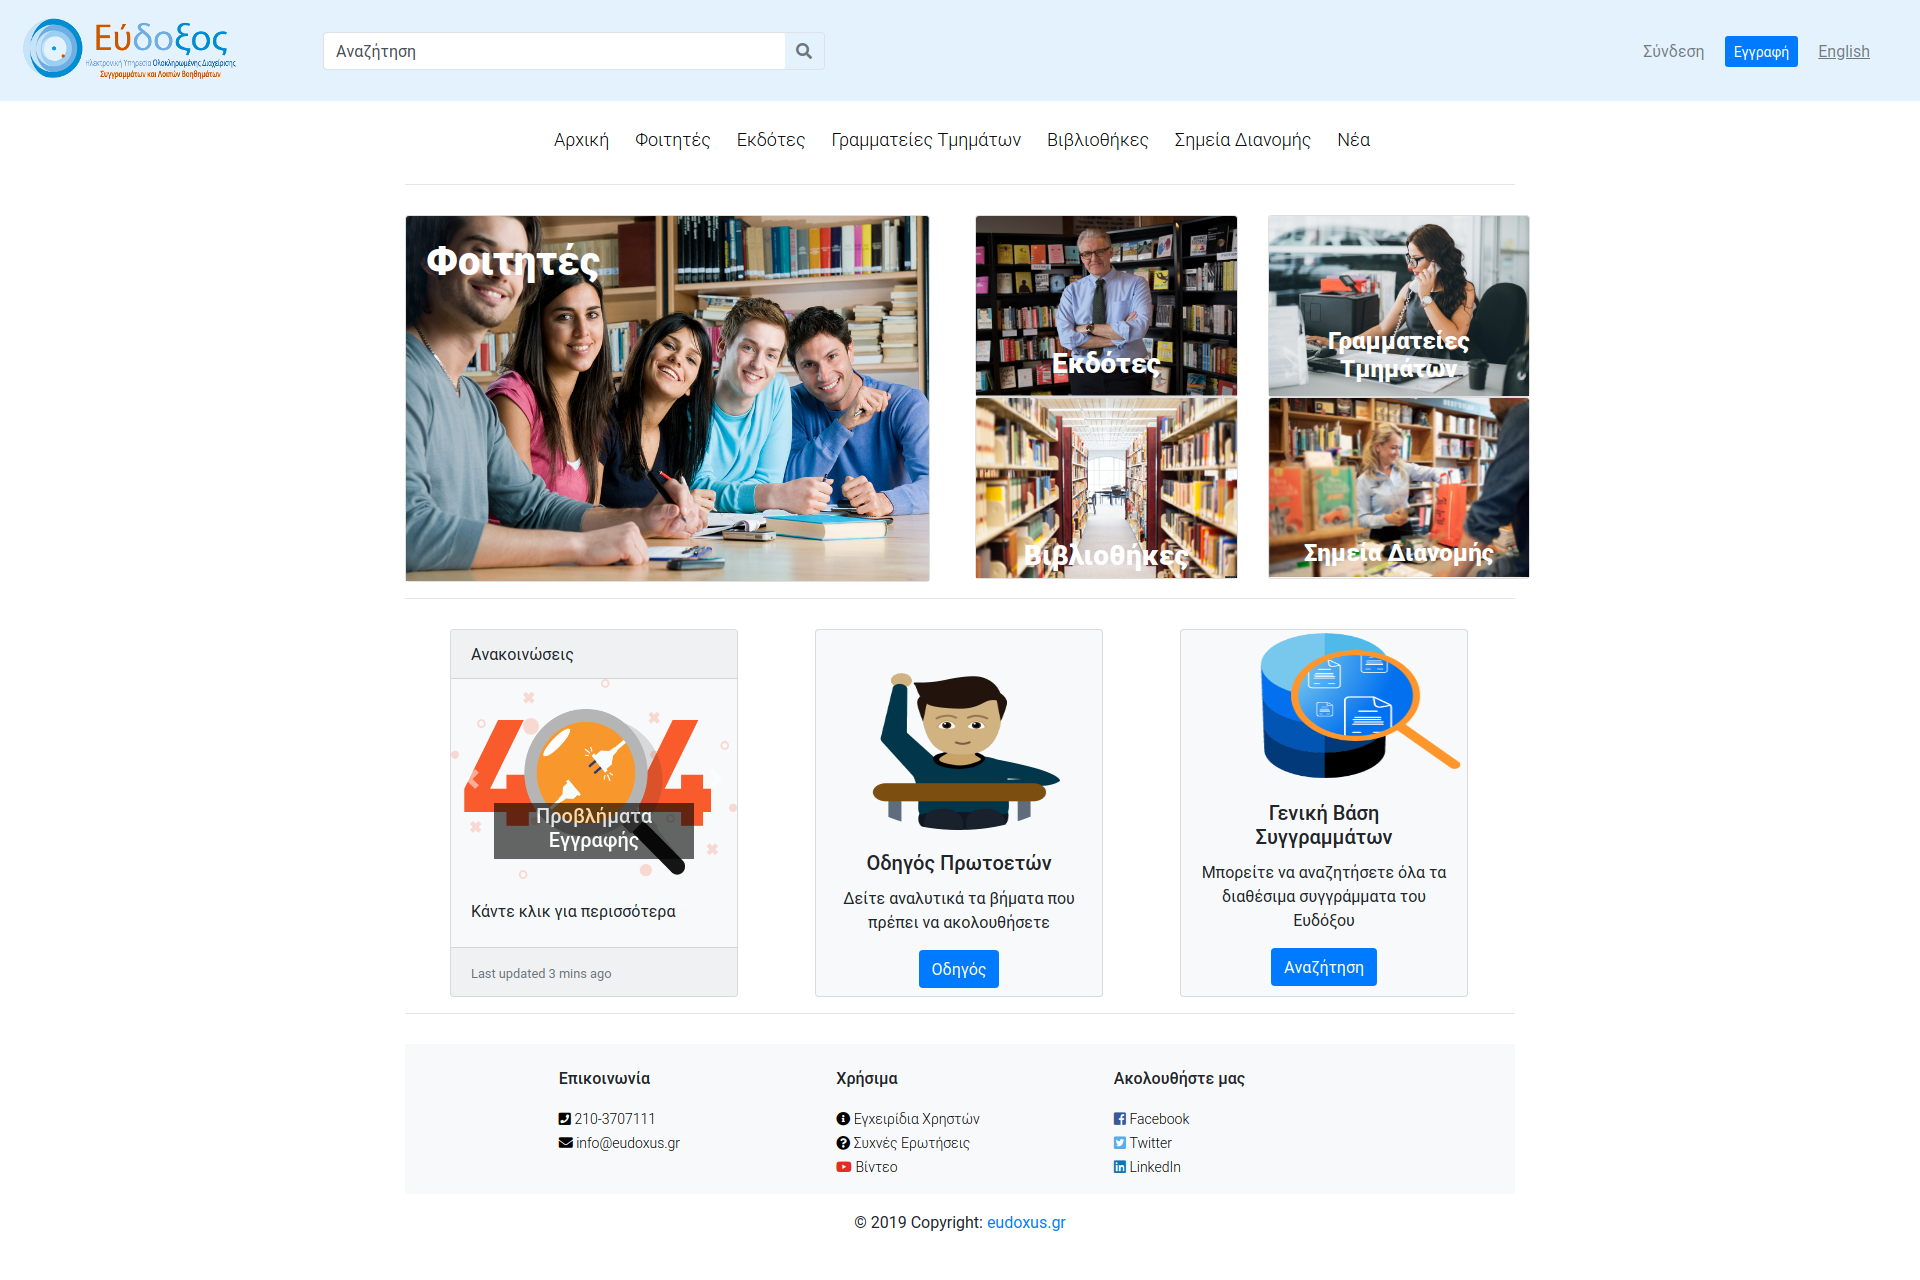 Εύδοξος
Ηλεκτρονική Υπηρεσία Ολοκληρωμένης Διαχείρισης
Συγγραμμάτων και Λοιπών Βοηθημάτων
Αναζήτηση
Σύνδεση
Εγγραφή
English
Αρχική Φοιτητές Εκδότες Γραμματείες Τμημάτων Βιβλιοθήκες Σημεία Διανομής Νέα
Φοιτητές
Εκδότες
Γραμματείες
Τμημάτων
Βιβλιοθήκες
Σημεία Διανομής
Ανακοινώσεις
4 4
Προβλήματα
Εγγραφής
Κάντε κλικ για περισσότερα
Last updated 3 mins ago
Οδηγός Πρωτοετών
Δείτε αναλυτικά τα βήματα που
πρέπει να ακολουθήσετε
Οδηγός
Γενική Βάση
Συγγραμμάτων
Μπορείτε να αναζητήσετε όλα τα
διαθέσιμα συγγράμματα του
Ευδόξου
Αναζήτηση
Επικοινωνία
210-3707111
info@eudoxus.gr
Χρήσιμα
Εγχειρίδια Χρηστών
Συχνές Ερωτήσεις
Βίντεο
Ακολουθήστε μας
Facebook
Twitter
LinkedIn
© 2019 Copyright: eudoxus.gr